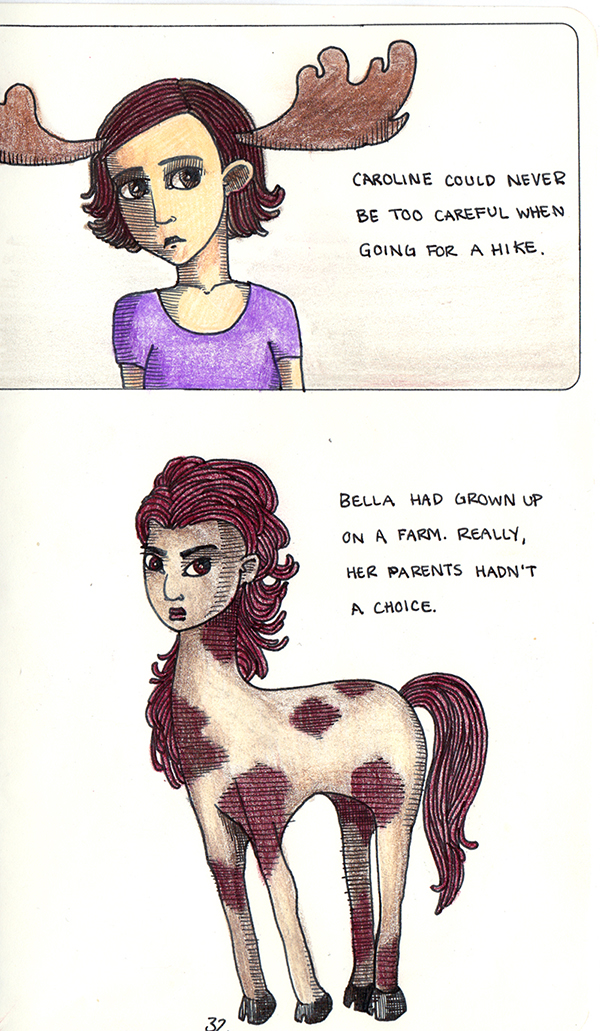 CAROLINE COULD NEVER
BE TOO CAREFUL WHEN
GOING FOR A HIKE.
BELLA HAD GROWN UP
ON A FARM. REALLY,
HER PARENTS HADN'T
A CHOICE.
32.